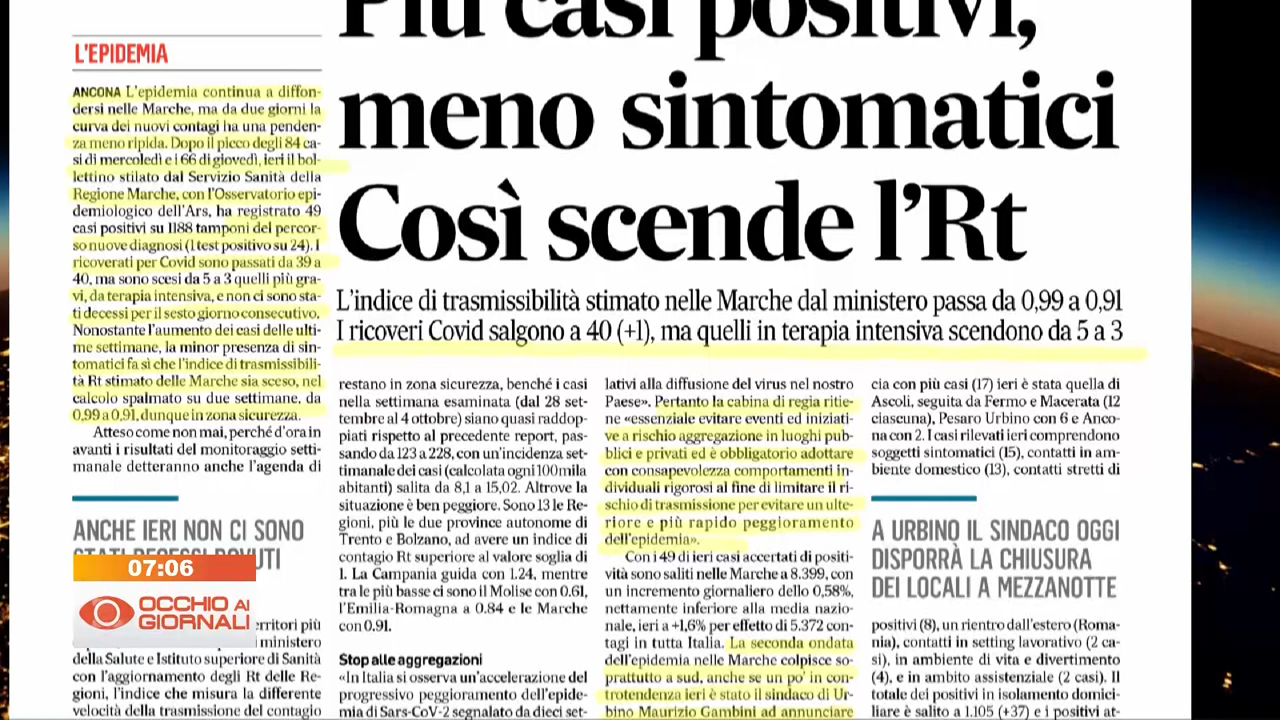 Più casi positivi,
meno sintomatici
Così scende l'Rt
L'indice di trasmissibilità stimato nelle Marche dal ministero passa da 0,99 a 0,91
I ricoveri Covid salgono a 40 (+1), ma quelli in terapia intensiva scendono da 5 a 3
L'EPIDEMIA
ANCONA L'epidemia continua a diffon-
dersi nelle Marche, ma da due giorni la
curva dei nuovi contagi ha una penden-
za meno ripida. Dopo il picco degli 84 ca-
si di mercoledì e i 66 di giovedì, ieri il bol-
lettino stilato dal Servizio Sanità della
Regione Marche, con l'Osservatorio epi-
demiologico dell'Ars, ha registrato 49
casi positivi su 1188 tamponi del percor-
so nuove diagnosi (1 test positivo su 24). I
ricoverati per Covid sono passati da 39 a
40, ma sono scesi da 5 a 3 quelli più gra-
vi, da terapia intensiva, e non ci sono sta-
ti decessi per il sesto giorno consecutivo.
Nonostante l'aumento dei casi delle ulti-
me settimane, la minor presenza di sin-
tomatici fa sì che l'indice di trasmissibili-
tà Rt stimato delle Marche sia sceso, nel
calcolo spalmato su due settimane, da
0,99 a 0,91, dunque in zona sicurezza.
Atteso come non mai, perché d'ora in
avanti i risultati del monitoraggio setti-
manale detteranno anche l'agenda di
ANCHE IERI NON CI SONO
STATI DECESSI DOVUTI
07:06
OCCHIO AI
GIORNALI
erritori più
ministero
della Salute e Istituto superiore di Sanità
con l'aggiornamento degli Rt delle Re-
gioni, l'indice che misura la differente
velocità della trasmissione del contagio
restano in zona sicurezza, benché i casi
nella settimana esaminata (dal 28 set-
tembre al 4 ottobre) siano quasi raddop-
piati rispetto al precedente report, pas-
sando da 123 a 228, con un'incidenza set-
timanale dei casi (calcolata ogni 100mila
abitanti) salita da 8,1 a 15,02. Altrove la
situazione è ben peggiore. Sono 13 le Re-
gioni, più le due province autonome di
Trento e Bolzano, ad avere un indice di
contagio Rt superiore al valore soglia di
1. La Campania guida con 1.24, mentre
tra le più basse ci sono il Molise con 0.61,
l'Emilia-Romagna a 0.84 e le Marche
con 0.91.
Stop alle aggregazioni
«In Italia si osserva un'accelerazione del
progressivo peggioramento dell'epide-
mia di Sars-CoV-2 segnalato da dieci set-
lativi alla diffusione del virus nel nostro
Paese». Pertanto la cabina di regia ritie-
ne «essenziale evitare eventi ed iniziati-
ve a rischio aggregazione in luoghi pub-
blici e privati ed è obbligatorio adottare
con consapevolezza comportamenti in-
dividuali rigorosi al fine di limitare il ri-
schio di trasmissione per evitare un ulte-
riore e più rapido peggioramento
dell'epidemia».
Con i 49 di ieri casi accertati di positi-
vità sono saliti nelle Marche a 8.399, con
un incremento giornaliero dello 0,58%,
nettamente inferiore alla media nazio-
nale, ieri a +1,6% per effetto di 5.372 con-
tagi in tutta Italia. La seconda ondata
dell'epidemia nelle Marche colpisce so-
prattutto a sud, anche se un po' in con-
trotendenza ieri è stato il sindaco di Ur-
bino Maurizio Gambini ad annunciare
cia con più casi (17) ieri è stata quella di
Ascoli, seguita da Fermo e Macerata (12
ciascuna), Pesaro Urbino con 6 e Anco-
na con 2. I casi rilevati ieri comprendono
soggetti sintomatici (15), contatti in am-
biente domestico (13), contatti stretti di
A URBINO IL SINDACO OGGI
DISPORRÀ LA CHIUSURA
DEI LOCALI A MEZZANOTTE
positivi (8), un rientro dall'estero (Roma-
nia), contatti in setting lavorativo (2 ca-
si), in ambiente di vita e divertimento
(4), e in ambito assistenziale (2 casi). Il
totale dei positivi in isolamento domici-
liare è salito a 1.105 (+37) e i positivi at-